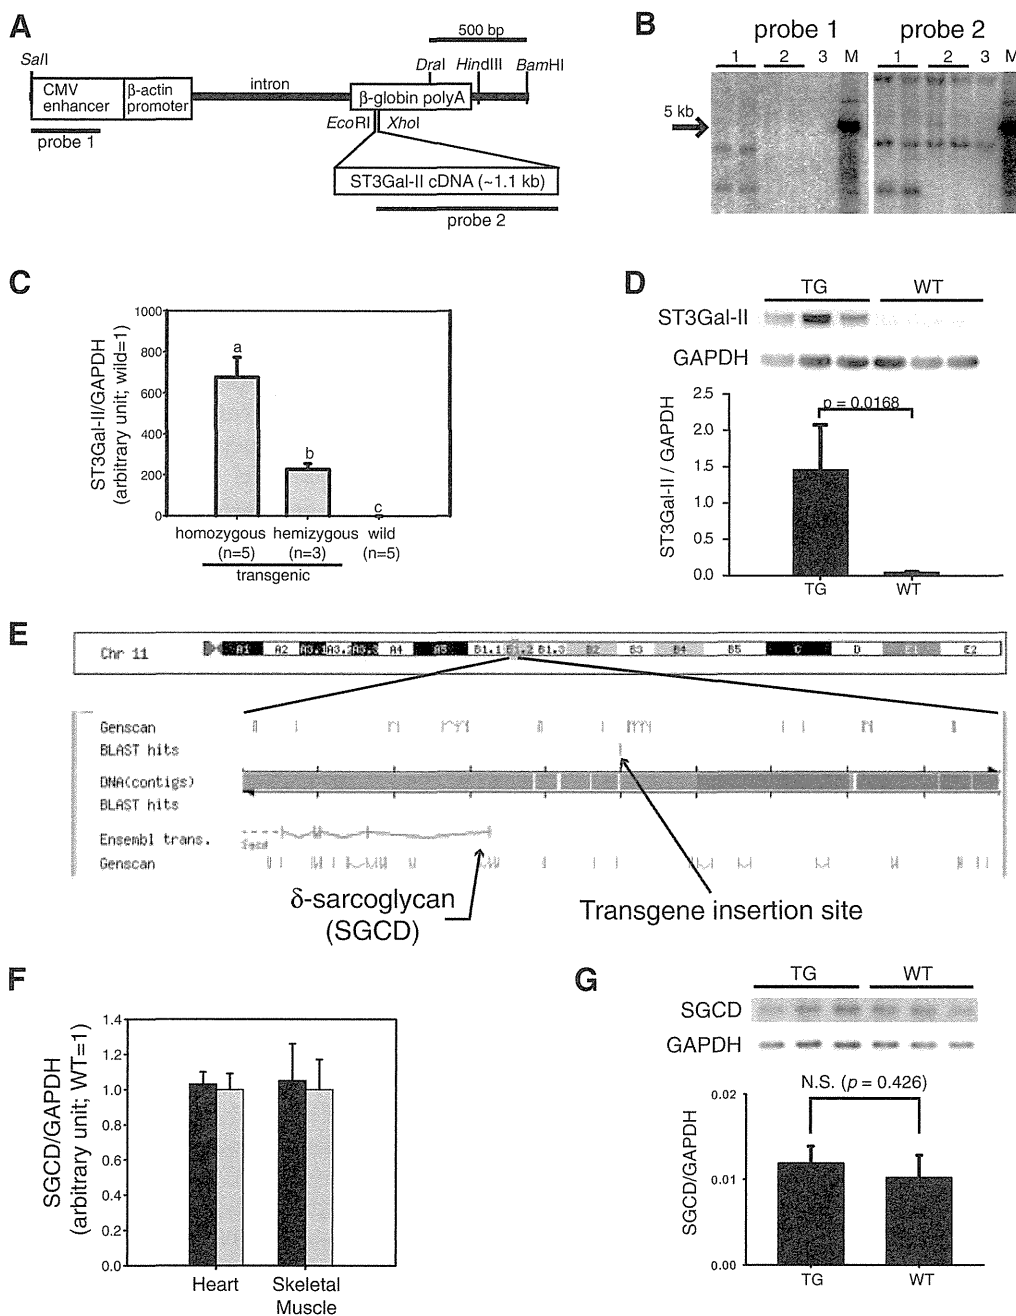 A
500 bp
SalI
DraI HindIII BamHI
CMV enhancer
β-actin promoter
intron
β-globin polyA
probe 1
EcoRI XhoI
ST3Gal-II cDNA (~1.1 kb)
probe 2
B
probe 1 probe 2
1 2 3 M 1 2 3 M
5 kb
C
ST3Gal-II/GAPDH
(arbitrary unit; wild=1)
1000
800
600
400
200
0
a
b
c
homozygous hemizygous wild
(n=5) (n=3) (n=5)
transgenic
D
TG WT
ST3Gal-II
GAPDH
ST3Gal-II / GAPDH
2.5
2.0
1.5
1.0
0.5
0.0
p = 0.0168
TG WT
E
Chr 11
A1 A2 A4 A5 B1.1 B1.3 B2 B3 B4 B5 C D E1 E2
Genscan
BLAST hits
DNA(contigs)
BLAST hits
Ensembl trans.
Genscan
δ-sarcoglycan
(SGCD)
Transgene insertion site
F
SGCD/GAPDH
(arbitrary unit; WT=1)
1.4
1.2
1.0
0.8
0.6
0.4
0.2
0.0
Heart Skeletal
Muscle
G
TG WT
SGCD
GAPDH
N.S. (p = 0.426)
SGCD/GAPDH
0.02
0.01
0.00
TG WT